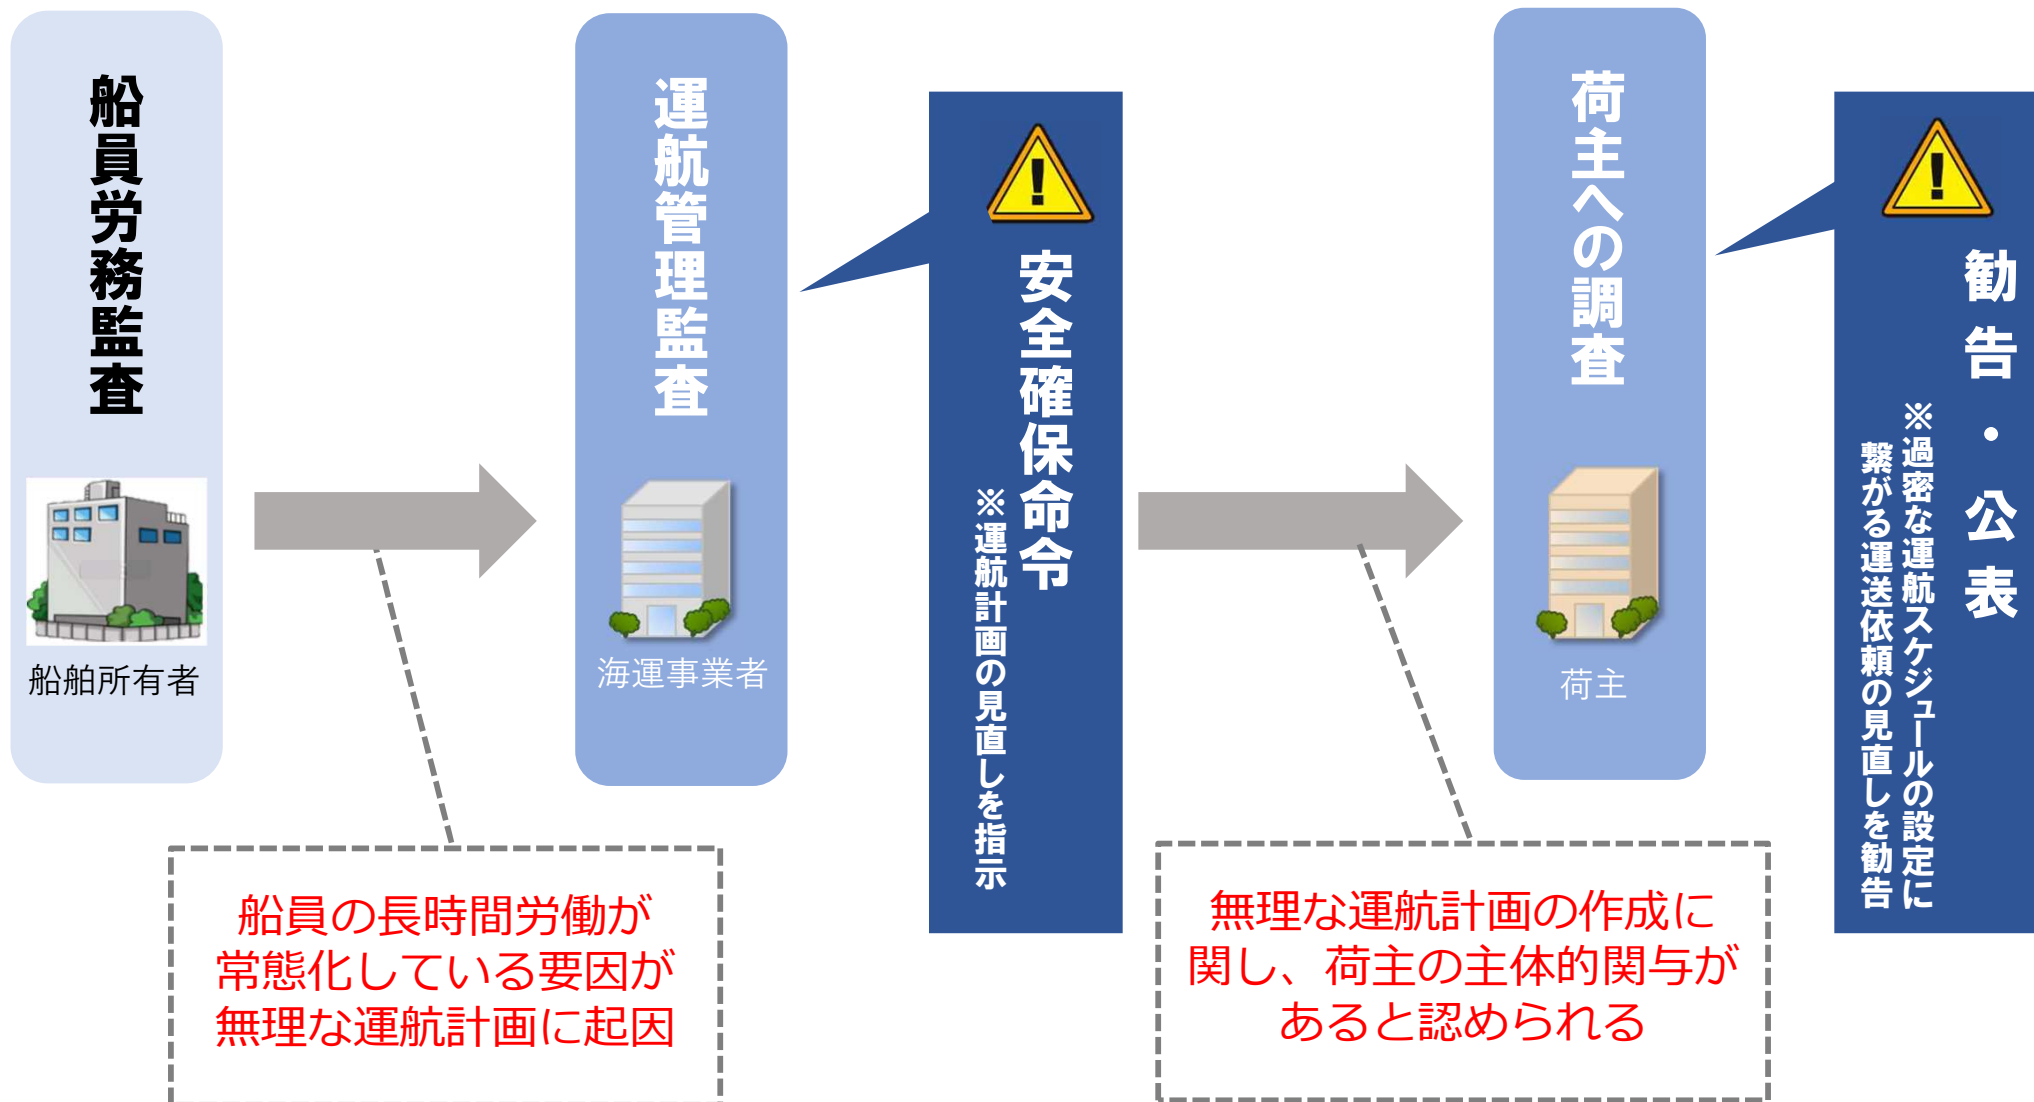 船員労務監査
船舶所有者
船員の長時間労働が
常態化している要因が
無理な運航計画に起因
運航管理監査
海運事業者
安全確保命令
※運航計画の見直しを指示
荷主への調査
荷主
無理な運航計画の作成に
関し、荷主の主体的関与が
あると認められる
勧告・公表
※過密な運航スケジュールの設定に
繋がる運送依頼の見直しを勧告